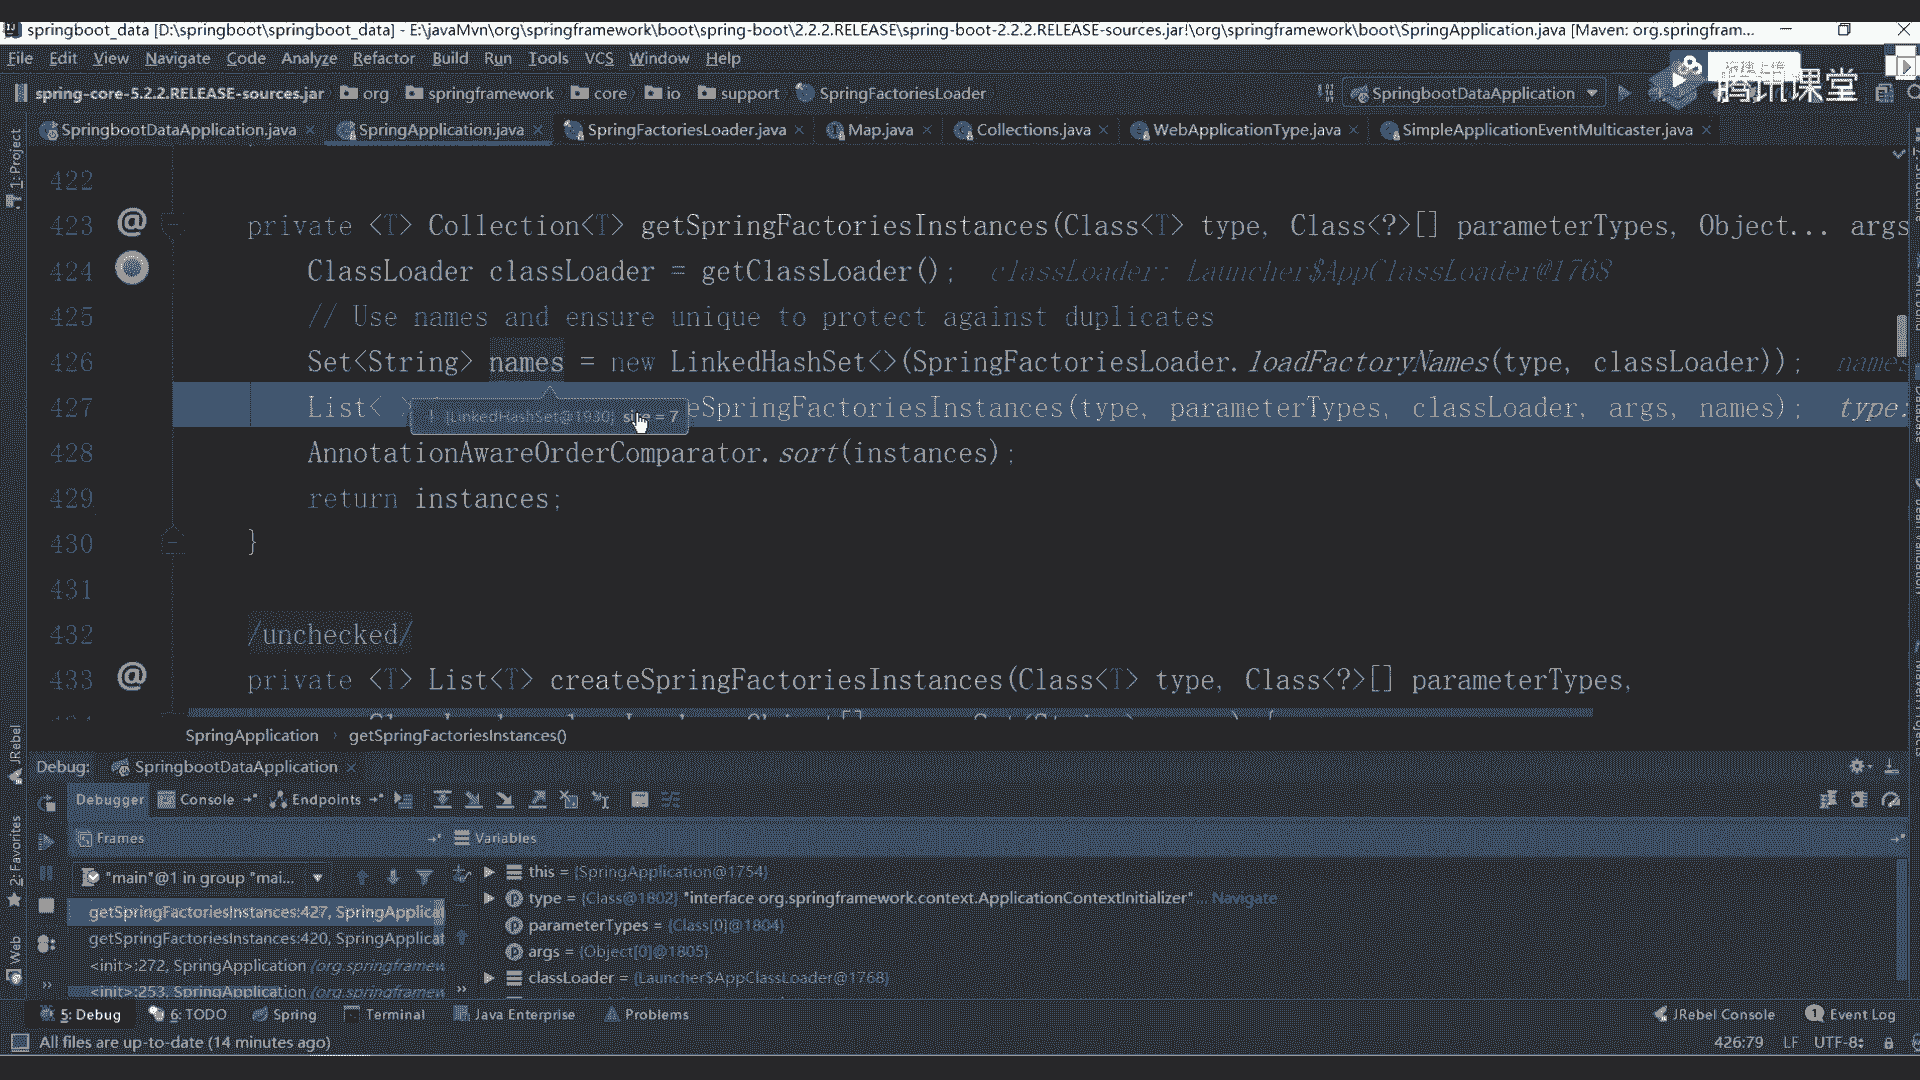 springboot_data [D:\springboot\springboot_data] - E:\javaMvn\org\springframework\boot\spring-boot\2.2.2.RELEASE\spring-boot-2.2.2.RELEASE-sources.jar!\org\springframework\boot\SpringApplication.java [Maven: org.springfram...
File Edit View Navigate Code Analyze Refactor Build Run Tools VCS Window Help
腾讯课堂
spring-core-5.2.2.RELEASE-sources.jar org springframework core io support SpringFactoriesLoader SpringbootDataApplication
SpringbootDataApplication.java SpringApplication.java SpringFactoriesLoader.java Map.java Collections.java WebApplicationType.java SimpleApplicationEventMulticaster.java
1: Project
422
423 private <T> Collection<T> getSpringFactoriesInstances(Class<T> type, Class<?>[] parameterTypes, Object... args
424 ClassLoader classLoader = getClassLoader(); classLoader: Launcher$AppClassLoader@1768
425 // Use names and ensure unique to protect against duplicates
426 Set<String> names = new LinkedHashSet<>(SpringFactoriesLoader.loadFactoryNames(type, classLoader)); names
427 List< eSpringFactoriesInstances(type, parameterTypes, classLoader, args, names); type:
{LinkedHashSet@1930} size = 7
428 AnnotationAwareOrderComparator.sort(instances);
429 return instances;
430 }
431
432 /unchecked/
433 private <T> List<T> createSpringFactoriesInstances(Class<T> type, Class<?>[] parameterTypes,
SpringApplication › getSpringFactoriesInstances()
JRebel
2: Favorites
Web
Debug: SpringbootDataApplication
Debugger Console Endpoints
Frames Variables
"main"@1 in group "mai...
getSpringFactoriesInstances:427, SpringApplicat
getSpringFactoriesInstances:420, SpringApplicat
<init>:272, SpringApplication (org.springframew
<init>:253, SpringApplication (org.springframew
this = {SpringApplication@1754}
type = {Class@1802} "interface org.springframework.context.ApplicationContextInitializer"... Navigate
parameterTypes = {Class[0]@1804}
args = {Object[0]@1805}
classLoader = {Launcher$AppClassLoader@1768}
5: Debug 6: TODO Spring Terminal Java Enterprise Problems JRebel Console 1 Event Log
All files are up-to-date (14 minutes ago) 426:79 LF UTF-8